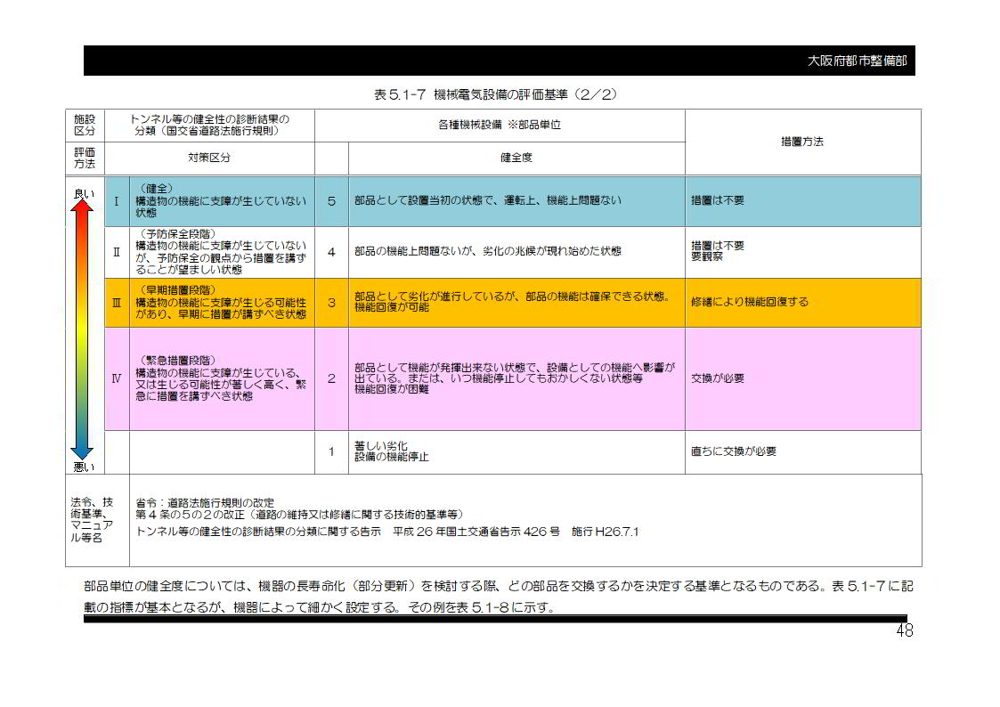 大阪府都市整備部
表5.1-7 機械電気設備の評価基準（2／2）
施設
区分
トンネル等の健全性の診断結果の
分類（国交省道路法施行規則）
各種機械設備 ※部品単位
措置方法
評価
方法
対策区分
健全度
良い
Ⅰ
（健全）
構造物の機能に支障が生じていない
状態
5
部品として設置当初の状態で、運転上、機能上問題ない
措置は不要
Ⅱ
（予防保全段階）
構造物の機能に支障が生じていない
が、予防保全の観点から措置を講ず
ることが望ましい状態
4
部品の機能上問題ないが、劣化の兆候が現れ始めた状態
措置は不要
要観察
Ⅲ
（早期措置段階）
構造物の機能に支障が生じる可能性
があり、早期に措置が講ずべき状態
3
部品として劣化が進行しているが、部品の機能は確保できる状態。
機能回復が可能
修繕により機能回復する
Ⅳ
（緊急措置段階）
構造物の機能に支障が生じている、
又は生じる可能性が著しく高く、緊
急に措置を講ずべき状態
2
部品として機能が発揮出来ない状態で、設備としての機能へ影響が
出ている。または、いつ機能停止してもおかしくない状態等
機能回復が困難
交換が必要
1
著しい劣化
設備の機能停止
直ちに交換が必要
悪い
法令、技
術基準、
マニュア
ル等名
省令：道路法施行規則の改定
第4条の5の2の改正（道路の維持又は修繕に関する技術的基準等）
トンネル等の健全性の診断結果の分類に関する告示　平成26年国土交通省告示426号　施行H26.7.1
部品単位の健全度については、機器の長寿命化（部分更新）を検討する際、どの部品を交換するかを決定する基準となるものである。表5.1-7に記
載の指標が基本となるが、機器によって細かく設定する。その例を表5.1-8に示す。
48